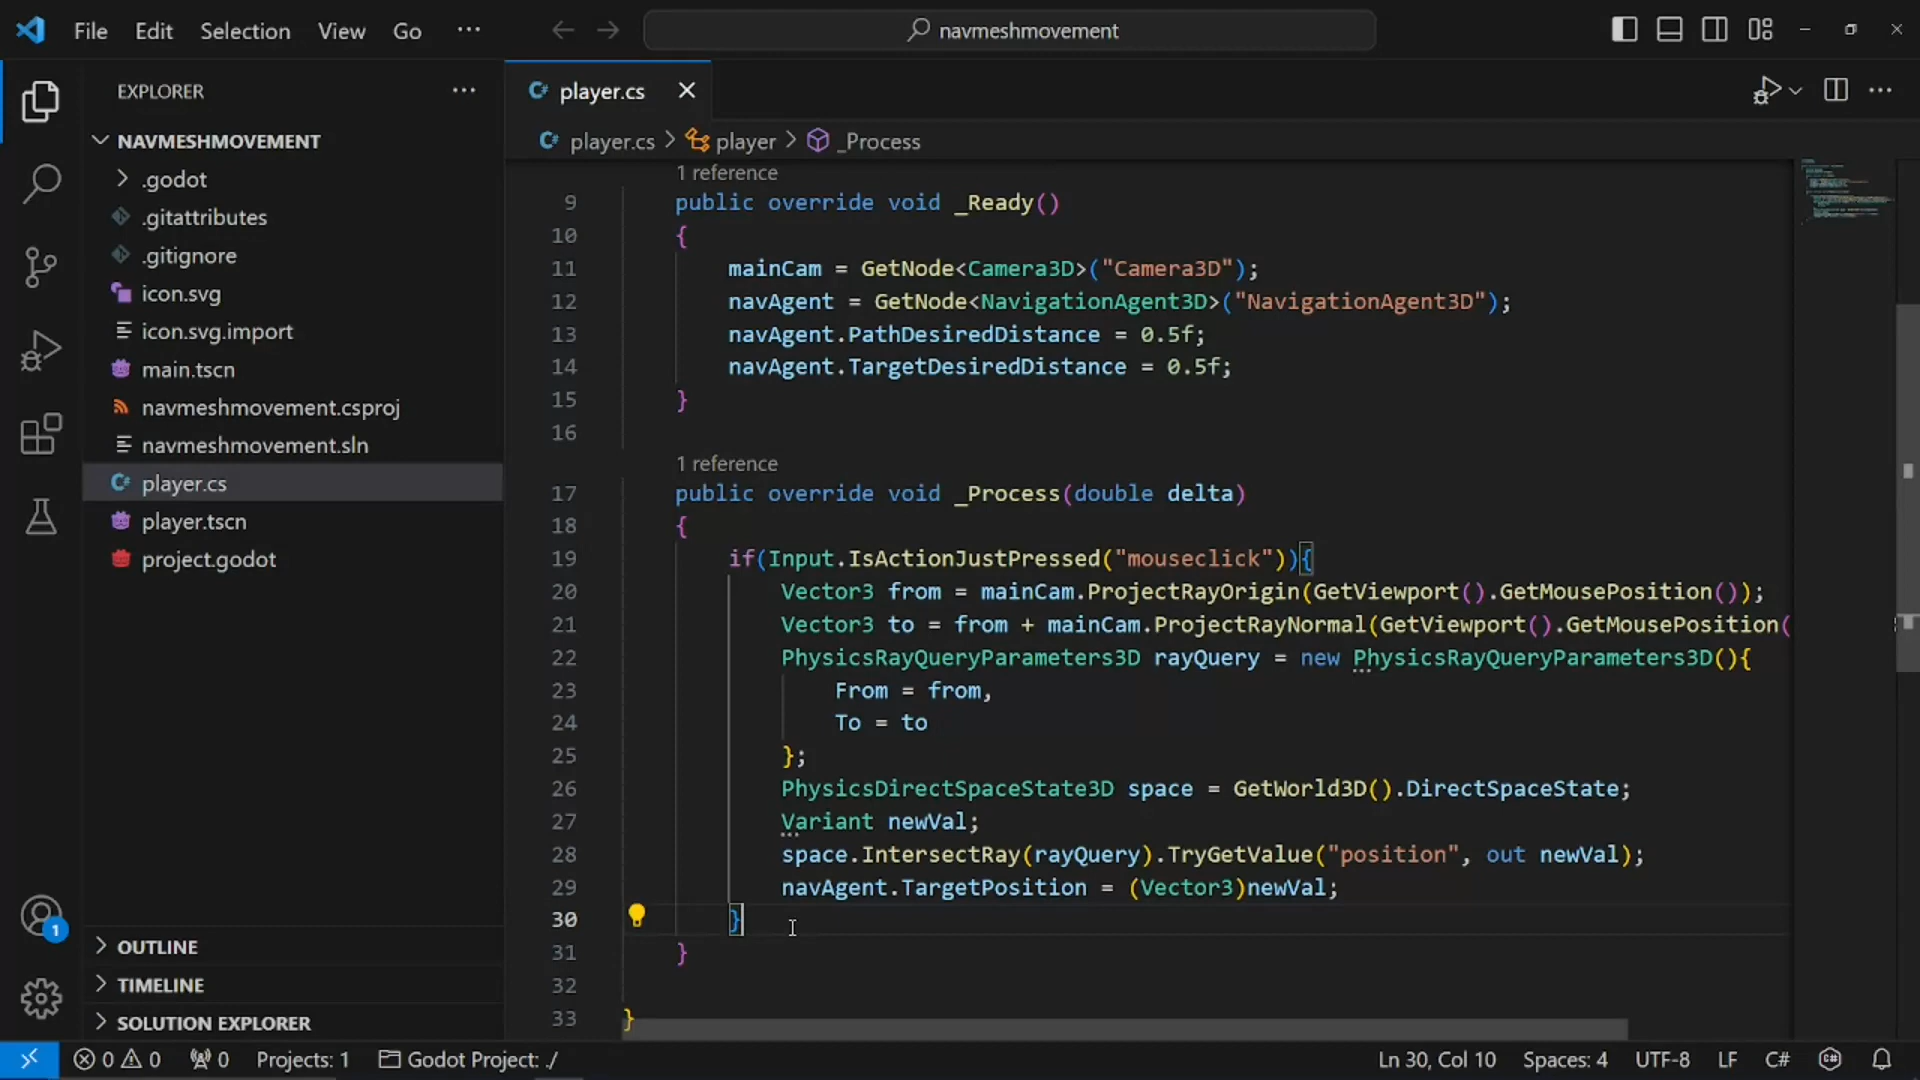 File Edit Selection View Go ··· navmeshmovement
EXPLORER ···
NAVMESHMOVEMENT
.godot
.gitattributes
.gitignore
icon.svg
icon.svg.import
main.tscn
navmeshmovement.csproj
navmeshmovement.sln
player.cs
player.tscn
project.godot
OUTLINE
TIMELINE
SOLUTION EXPLORER
player.cs
player.cs > player > _Process
1 reference
9 public override void _Ready()
10 {
11 mainCam = GetNode<Camera3D>("Camera3D");
12 navAgent = GetNode<NavigationAgent3D>("NavigationAgent3D");
13 navAgent.PathDesiredDistance = 0.5f;
14 navAgent.TargetDesiredDistance = 0.5f;
15 }
16
1 reference
17 public override void _Process(double delta)
18 {
19 if(Input.IsActionJustPressed("mouseclick")){
20 Vector3 from = mainCam.ProjectRayOrigin(GetViewport().GetMousePosition());
21 Vector3 to = from + mainCam.ProjectRayNormal(GetViewport().GetMousePosition(
22 PhysicsRayQueryParameters3D rayQuery = new PhysicsRayQueryParameters3D(){
23 From = from,
24 To = to
25 };
26 PhysicsDirectSpaceState3D space = GetWorld3D().DirectSpaceState;
27 Variant newVal;
28 space.IntersectRay(rayQuery).TryGetValue("position", out newVal);
29 navAgent.TargetPosition = (Vector3)newVal;
30 }
31 }
32
33 }
1
0 0 0 Projects: 1 Godot Project: ./ Ln 30, Col 10 Spaces: 4 UTF-8 LF C#